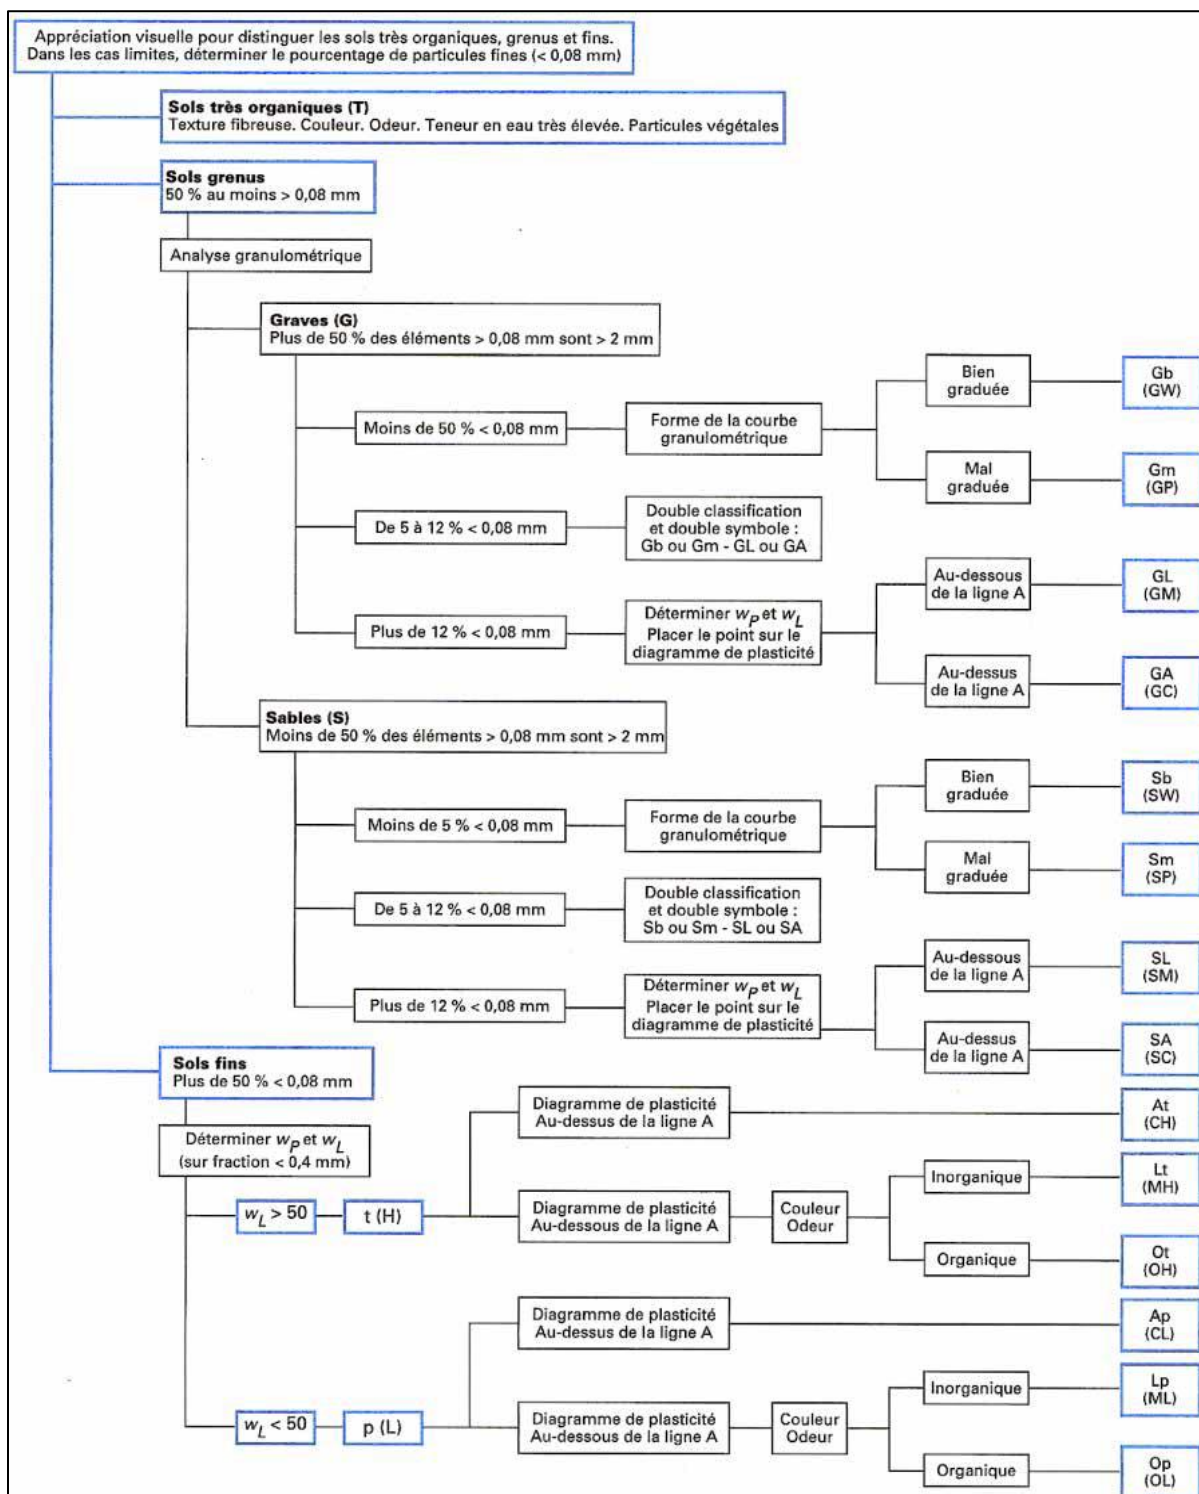 Appréciation visuelle pour distinguer les sols très organiques, grenus et fins.
Dans les cas limites, déterminer le pourcentage de particules fines (< 0,08 mm)
Sols très organiques (T)
Texture fibreuse. Couleur. Odeur. Teneur en eau très élevée. Particules végétales
Sols grenus
50 % au moins > 0,08 mm
Analyse granulométrique
Graves (G)
Plus de 50 % des éléments > 0,08 mm sont > 2 mm
Moins de 50 % < 0,08 mm
Forme de la courbe
granulométrique
Bien
graduée
Gb
(GW)
Mal
graduée
Gm
(GP)
De 5 à 12 % < 0,08 mm
Double classification
et double symbole :
Gb ou Gm - GL ou GA
Plus de 12 % < 0,08 mm
Déterminer wP et wL
Placer le point sur le
diagramme de plasticité
Au-dessous
de la ligne A
GL
(GM)
Au-dessus
de la ligne A
GA
(GC)
Sables (S)
Moins de 50 % des éléments > 0,08 mm sont > 2 mm
Moins de 5 % < 0,08 mm
Forme de la courbe
granulométrique
Bien
graduée
Sb
(SW)
Mal
graduée
Sm
(SP)
De 5 à 12 % < 0,08 mm
Double classification
et double symbole :
Sb ou Sm - SL ou SA
Plus de 12 % < 0,08 mm
Déterminer wP et wL
Placer le point sur le
diagramme de plasticité
Au-dessous
de la ligne A
SL
(SM)
Au-dessus
de la ligne A
SA
(SC)
Sols fins
Plus de 50 % < 0,08 mm
Déterminer wP et wL
(sur fraction < 0,4 mm)
wL > 50
t (H)
Diagramme de plasticité
Au-dessus de la ligne A
At
(CH)
Diagramme de plasticité
Au-dessous de la ligne A
Couleur
Odeur
Inorganique
Lt
(MH)
Organique
Ot
(OH)
wL < 50
p (L)
Diagramme de plasticité
Au-dessus de la ligne A
Ap
(CL)
Diagramme de plasticité
Au-dessous de la ligne A
Couleur
Odeur
Inorganique
Lp
(ML)
Organique
Op
(OL)